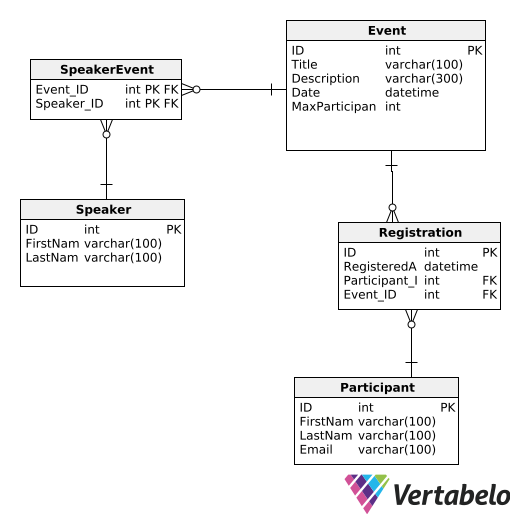 Event
ID int PK
Title varchar(100)
Description varchar(300)
Date datetime
MaxParticipan int
SpeakerEvent
Event_ID int PK FK
Speaker_ID int PK FK
Speaker
ID int PK
FirstNam varchar(100)
LastNam varchar(100)
Registration
ID int PK
RegisteredA datetime
Participant_I int FK
Event_ID int FK
Participant
ID int PK
FirstNam varchar(100)
LastNam varchar(100)
Email varchar(100)
Vertabelo